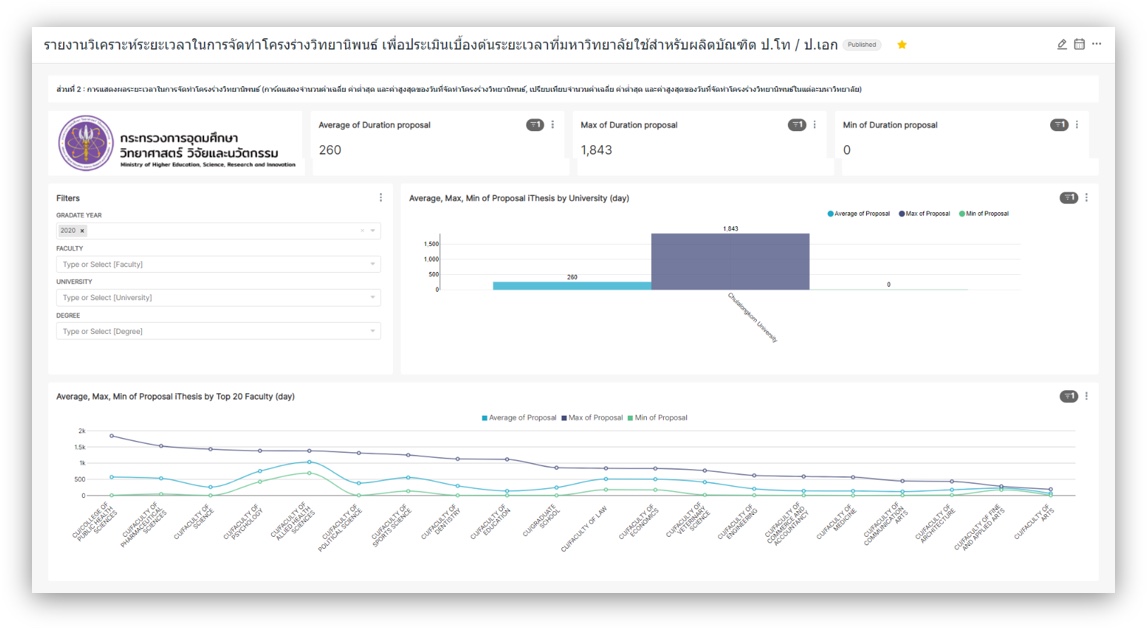 รายงานวิเคราะห์ระยะเวลาในการจัดทำโครงร่างวิทยานิพนธ์ เพื่อประเมินเบื้องต้นระยะเวลาที่มหาวิทยาลัยใช้สำหรับผลิตบัณฑิต ป.โท / ป.เอก Published
ส่วนที่ 2 : การแสดงผลระยะเวลาในการจัดทำโครงร่างวิทยานิพนธ์ (การ์ดแสดงจำนวนค่าเฉลี่ย ค่าต่ำสุด และค่าสูงสุดของวันที่จัดทำโครงร่างวิทยานิพนธ์, เปรียบเทียบจำนวนค่าเฉลี่ย ค่าต่ำสุด และค่าสูงสุดของวันที่จัดทำโครงร่างวิทยานิพนธ์ในแต่ละมหาวิทยาลัย)
กระทรวงการอุดมศึกษา
วิทยาศาสตร์ วิจัยและนวัตกรรม
Ministry of Higher Education, Science, Research and Innovation
Average of Duration proposal 1
260
Max of Duration proposal 1
1,843
Min of Duration proposal 1
0
Filters
GRADATE YEAR
2020 ×
FACULTY
Type or Select [Faculty]
UNIVERSITY
Type or Select [University]
DEGREE
Type or Select [Degree]
Average, Max, Min of Proposal iThesis by University (day) 1
Average of Proposal Max of Proposal Min of Proposal
1,843
1,500
1,000
500
0
260
0
Chulalongkorn University
Average, Max, Min of Proposal iThesis by Top 20 Faculty (day) 1
Average of Proposal Max of Proposal Min of Proposal
2k
1.5k
1k
500
0
CU/COLLEGE OF
PUBLIC HEALTH
SCIENCES
CU/FACULTY OF
PHARMACEUTICAL
SCIENCES
CU/FACULTY OF
SCIENCE
CU/FACULTY OF
PSYCHOLOGY
CU/FACULTY OF
ALLIED HEALTH
SCIENCES
CU/FACULTY OF
POLITICAL SCIENCE
CU/FACULTY OF
SPORTS SCIENCE
CU/FACULTY OF
DENTISTRY
CU/FACULTY OF
EDUCATION
CU/GRADUATE
SCHOOL
CU/FACULTY OF LAW
CU/FACULTY OF
ECONOMICS
CU/FACULTY OF
VETERINARY
SCIENCE
CU/FACULTY OF
ENGINEERING
CU/FACULTY OF
COMMERCE AND
ACCOUNTANCY
CU/FACULTY OF
MEDICINE
CU/FACULTY OF
COMMUNICATION
ARTS
CU/FACULTY OF
ARCHITECTURE
CU/FACULTY OF FINE
AND APPLIED ARTS
CU/FACULTY OF
ARTS